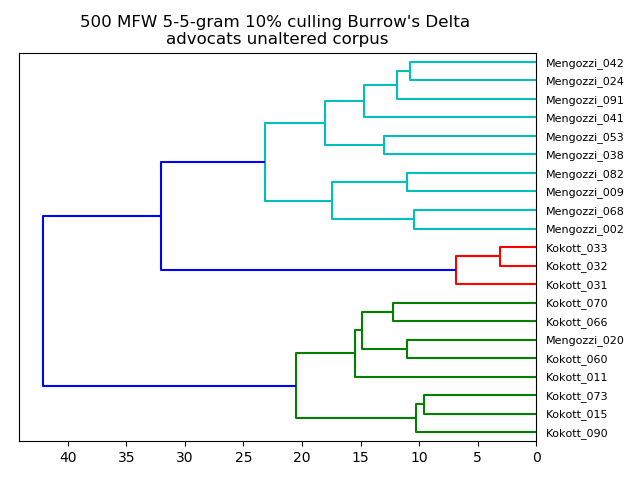 500 MFW 5-5-gram 10% culling Burrow's Delta
advocats unaltered corpus
Mengozzi_042
Mengozzi_024
Mengozzi_091
Mengozzi_041
Mengozzi_053
Mengozzi_038
Mengozzi_082
Mengozzi_009
Mengozzi_068
Mengozzi_002
Kokott_033
Kokott_032
Kokott_031
Kokott_070
Kokott_066
Mengozzi_020
Kokott_060
Kokott_011
Kokott_073
Kokott_015
Kokott_090
40 35 30 25 20 15 10 5 0